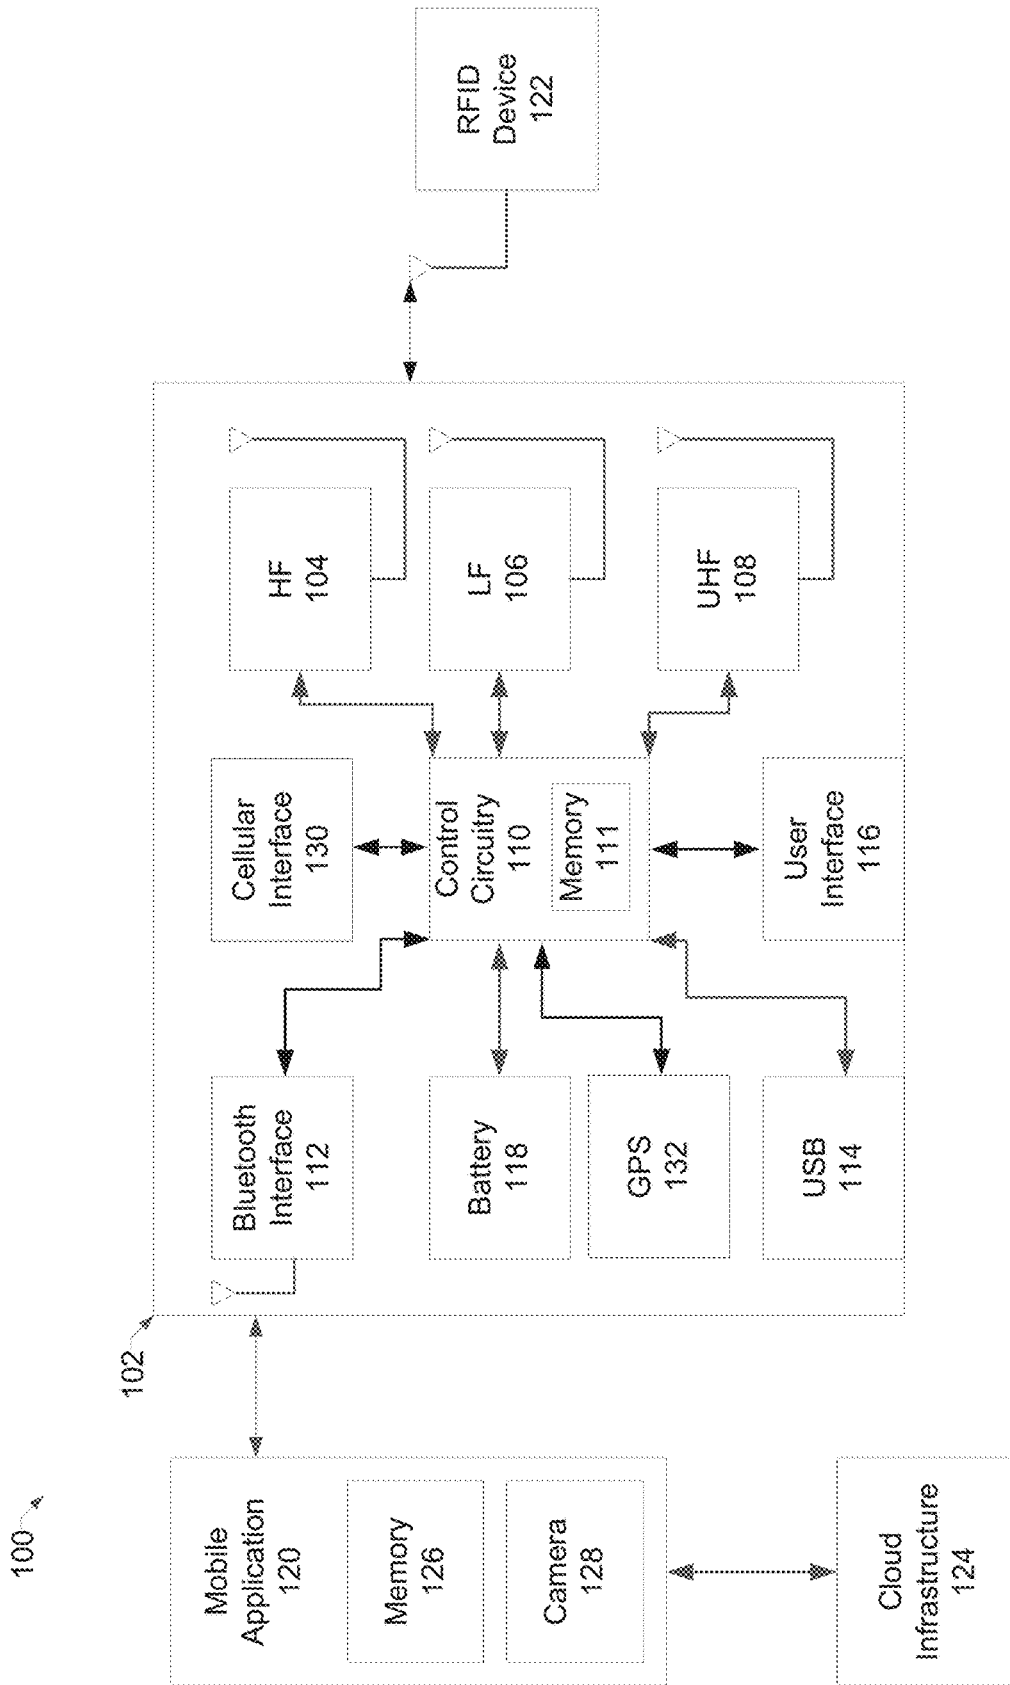 100
Mobile
Application
120
Memory
126
Camera
128
Cloud
Infrastructure
124
102
Bluetooth
Interface
112
Battery
118
GPS
132
USB
114
Cellular
Interface
130
Control
Circuitry
110
Memory
111
User
Interface
116
HF
104
LF
106
UHF
108
RFID
Device
122